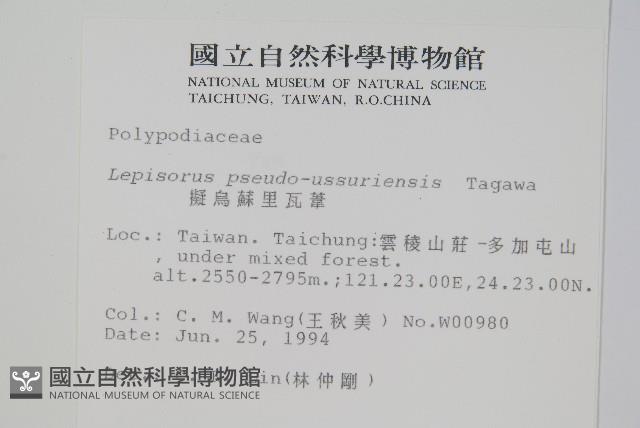 國立自然科學博物館
NATIONAL MUSEUM OF NATURAL SCIENCE
TAICHUNG, TAIWAN, R.O.CHINA
Polypodiaceae
Lepisorus pseudo-ussuriensis Tagawa
擬烏蘇里瓦葦
Loc.: Taiwan. Taichung:雲稜山莊-多加屯山
, under mixed forest.
alt.2550-2795m.;121.23.00E,24.23.00N.
Col.: C. M. Wang(王秋美) No.W00980
Date: Jun. 25, 1994
(林仲剛)
國立自然科學博物館
NATIONAL MUSEUM OF NATURAL SCIENCE